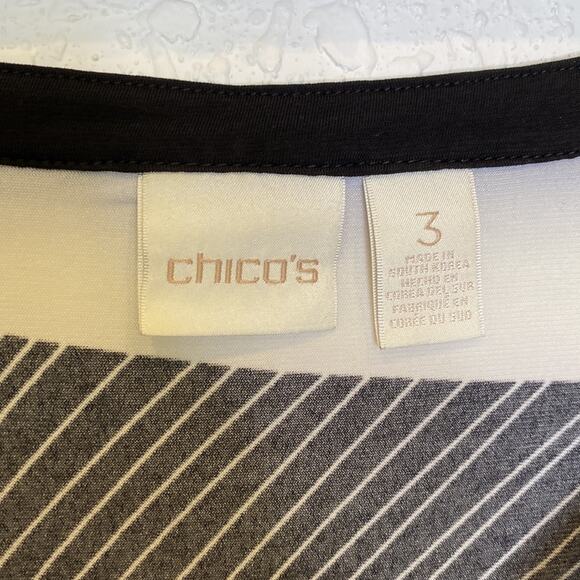 chico's
3
MADE IN
SOUTH KOREA
HECHO EN
COREA DEL SUR
FABRIQUÉ EN
CORÉE DU SUD